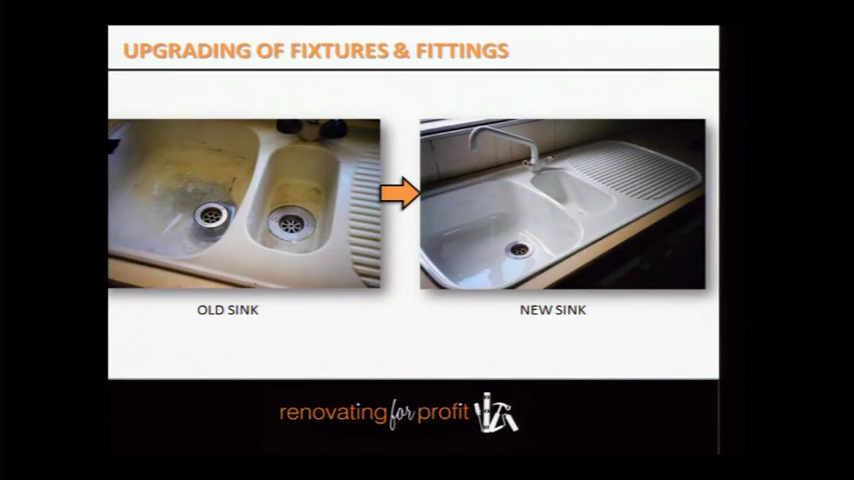 UPGRADING OF FIXTURES & FITTINGS
OLD SINK
NEW SINK
renovating for profit